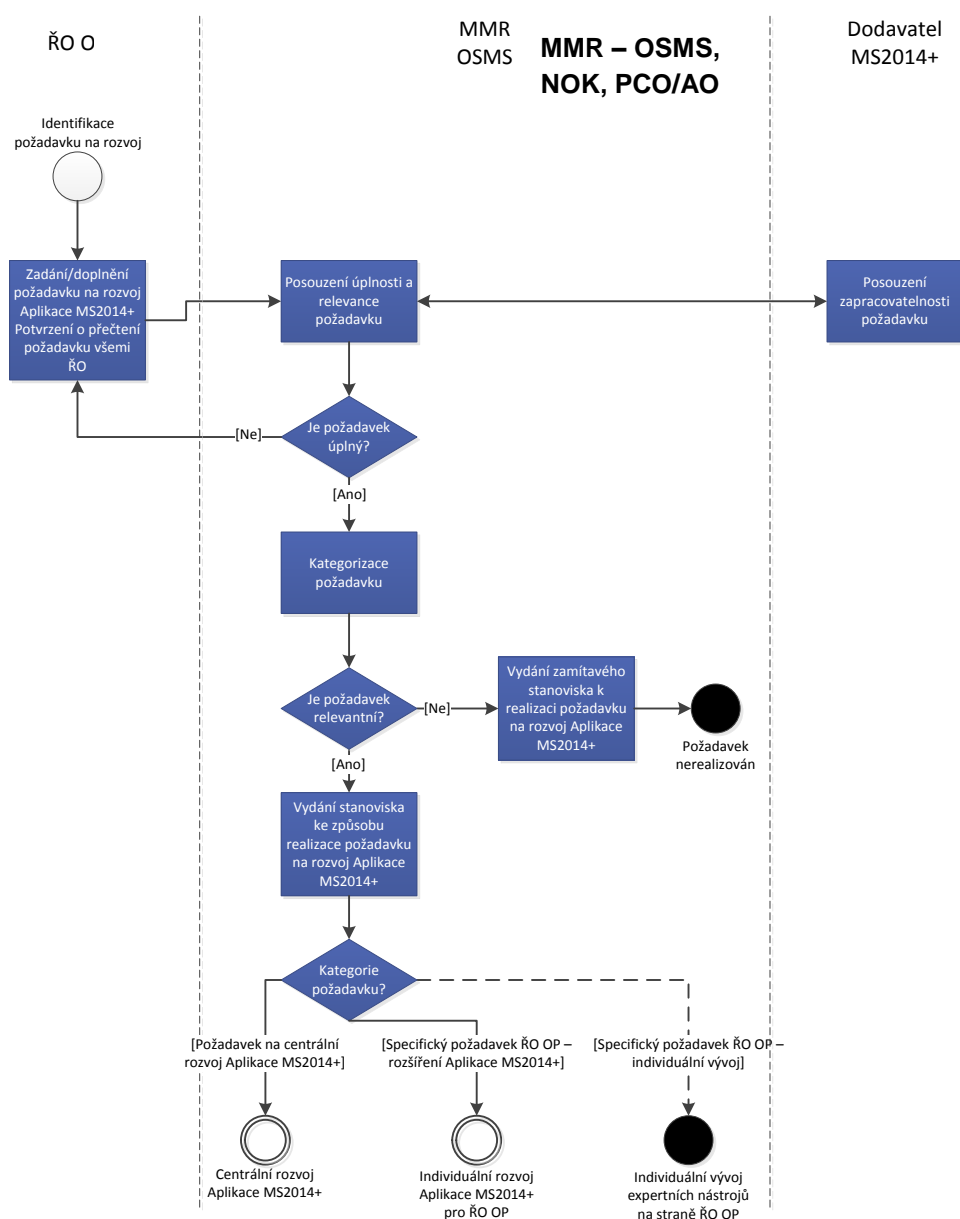 ŘO O
MMR
OSMS
MMR – OSMS,
NOK, PCO/AO
Dodavatel
MS2014+
Identifikace
požadavku na rozvoj
Zadání/doplnění
požadavku na rozvoj
Aplikace MS2014+
Potvrzení o přečtení
požadavku všemi
ŘO
Posouzení úplnosti a
relevance
požadavku
Posouzení
zapracovatelnosti
požadavku
Je požadavek
úplný?
[Ne]
[Ano]
Kategorizace
požadavku
Je požadavek
relevantní?
[Ne]
Vydání zamítavého
stanoviska k
realizaci požadavku
na rozvoj Aplikace
MS2014+
Požadavek
nerealizován
[Ano]
Vydání stanoviska
ke způsobu
realizace požadavku
na rozvoj Aplikace
MS2014+
Kategorie
požadavku?
[Požadavek na centrální
rozvoj Aplikace MS2014+]
[Specifický požadavek ŘO OP –
rozšíření Aplikace MS2014+]
[Specifický požadavek ŘO OP –
individuální vývoj]
Centrální rozvoj
Aplikace MS2014+
Individuální rozvoj
Aplikace MS2014+
pro ŘO OP
Individuální vývoj
expertních nástrojů
na straně ŘO OP